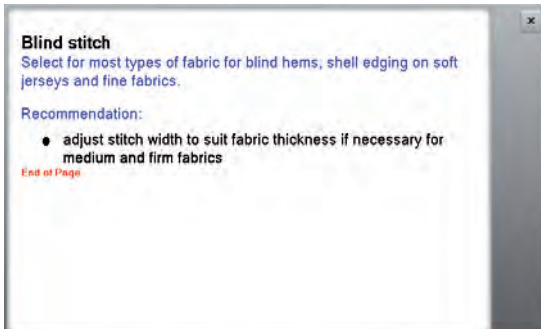 Blind stitch
Select for most types of fabric for blind hems, shell edging on soft
jerseys and fine fabrics.
Recommendation:
● adjust stitch width to suit fabric thickness if necessary for
medium and firm fabrics
End of Page
x